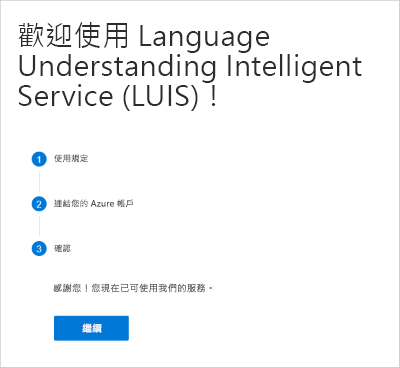 歡迎使用 Language
Understanding Intelligent
Service (LUIS)！
1 使用規定
2 連結您的 Azure 帳戶
3 確認
感謝您！您現在已可使用我們的服務。
繼續